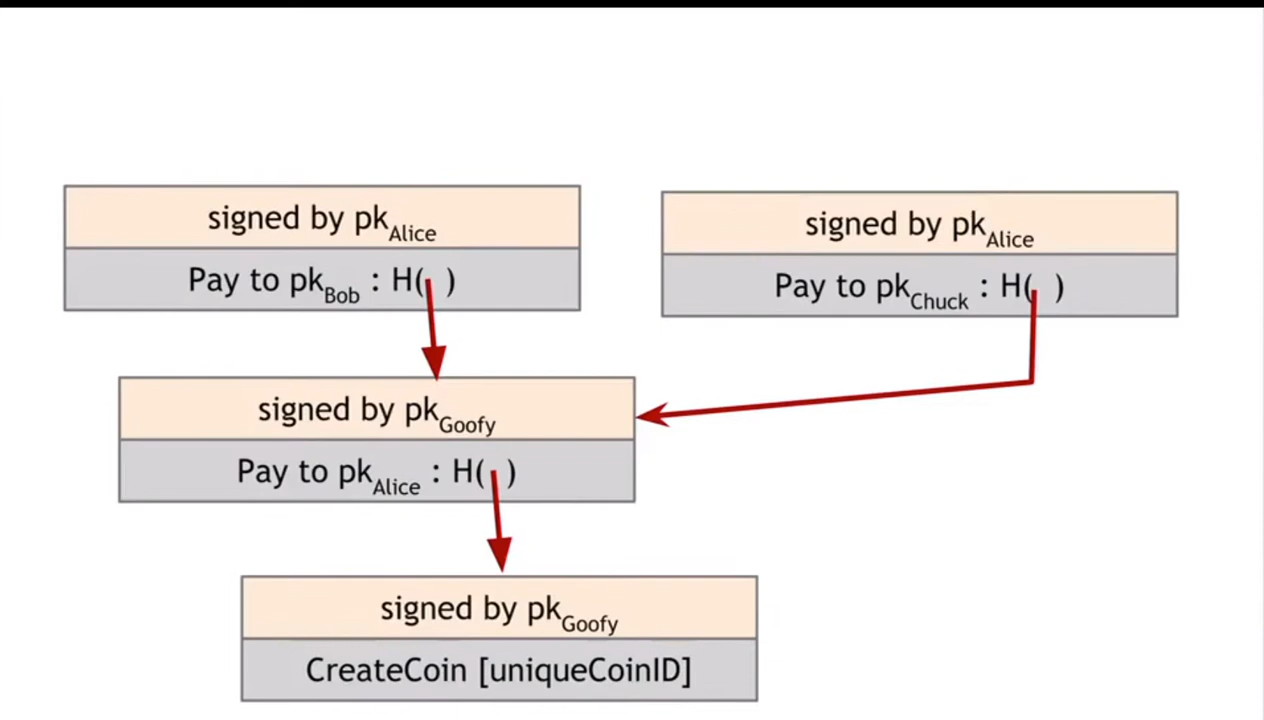 signed by pkAlice
Pay to pkBob : H( )
signed by pkAlice
Pay to pkChuck : H( )
signed by pkGoofy
Pay to pkAlice : H( )
signed by pkGoofy
CreateCoin [uniqueCoinID]